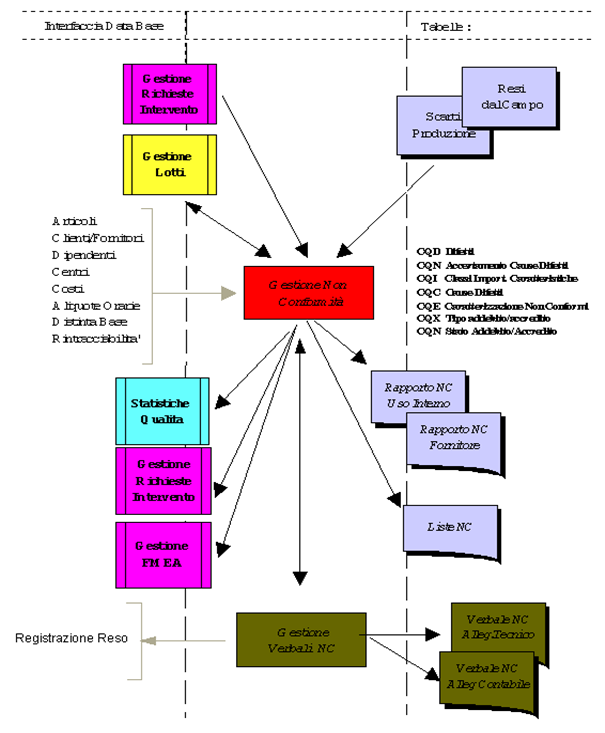 Interfaccia Data Base
Tabelle :
Gestione
Richieste
Intervento
Resi
dal Campo
Scarti
Produzione
Gestione
Lotti
Articoli
Clienti/Fornitori
Dipendenti
Centri
Costi
Aliquote Orarie
Distinta Base
Rintracciabilita'
Gestione Non
Conformità
CQD Difetti
CQN Accertamento Cause Difetti
CQI Classi Import. Caratteristiche
CQC Cause Difetti
CQE Caratterizzazione Non Conformi
CQX Tipo addebito/accredito
CQN Stato Addebito/Accredito
Statistiche
Qualita
Rapporto NC
Uso Interno
Rapporto NC
Fornitore
Gestione
Richieste
Intervento
Liste NC
Gestione
FMEA
Registrazione Reso
Gestione
Verbali NC
Verbale NC
Alleg.Tecnico
Verbale NC
Alleg Contabile